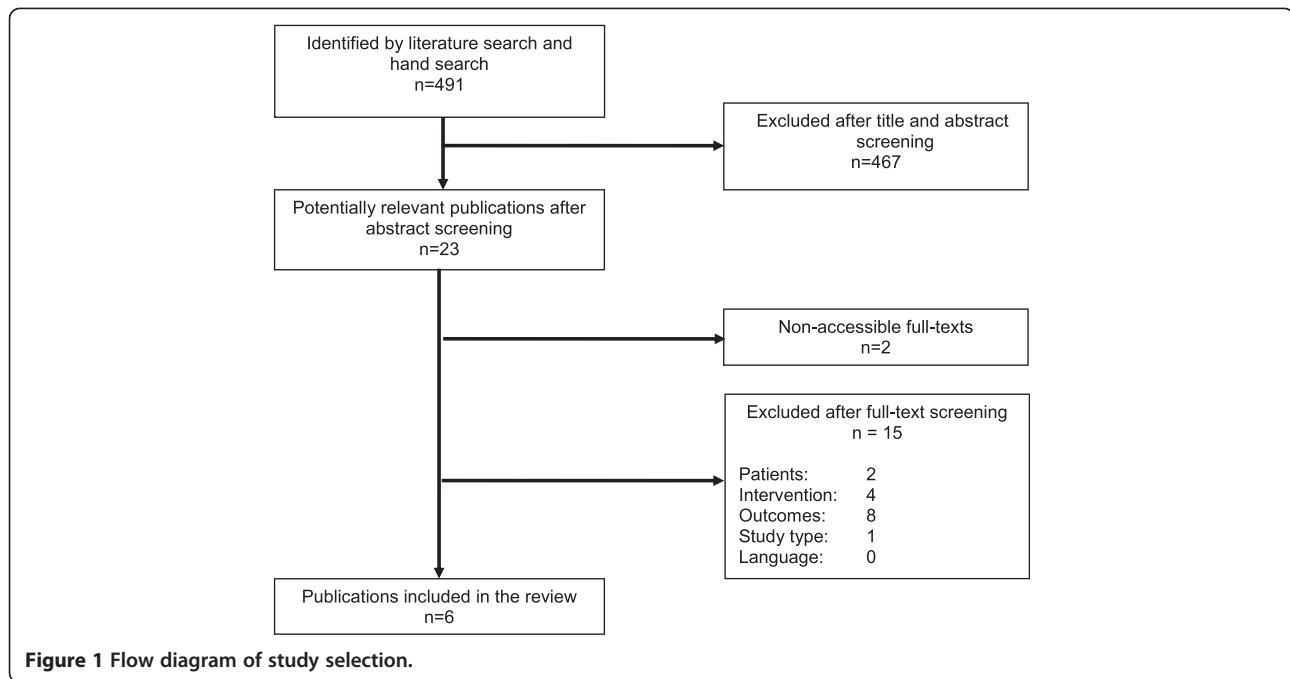 Identified by literature search and
hand search
n=491
Excluded after title and abstract
screening
n=467
Potentially relevant publications after
abstract screening
n=23
Non-accessible full-texts
n=2
Excluded after full-text screening
n = 15
Patients: 2
Intervention: 4
Outcomes: 8
Study type: 1
Language: 0
Publications included in the review
n=6
Figure 1 Flow diagram of study selection.